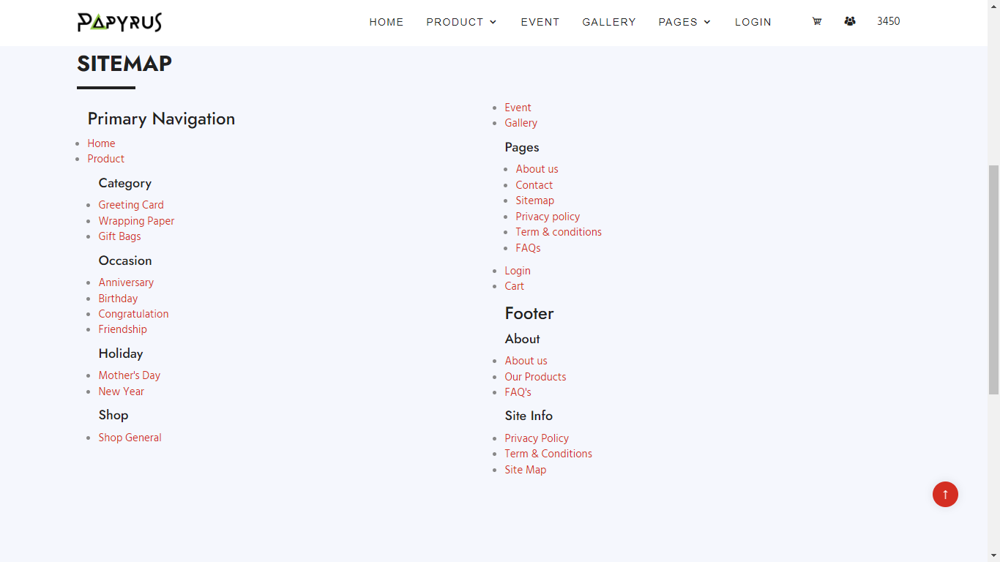 PAPYRUS
HOME PRODUCT EVENT GALLERY PAGES LOGIN 3450
SITEMAP
Primary Navigation
Home
Product
Category
Greeting Card
Wrapping Paper
Gift Bags
Occasion
Anniversary
Birthday
Congratulation
Friendship
Holiday
Mother's Day
New Year
Shop
Shop General
Event
Gallery
Pages
About us
Contact
Sitemap
Privacy policy
Term & conditions
FAQs
Login
Cart
Footer
About
About us
Our Products
FAQ's
Site Info
Privacy Policy
Term & Conditions
Site Map